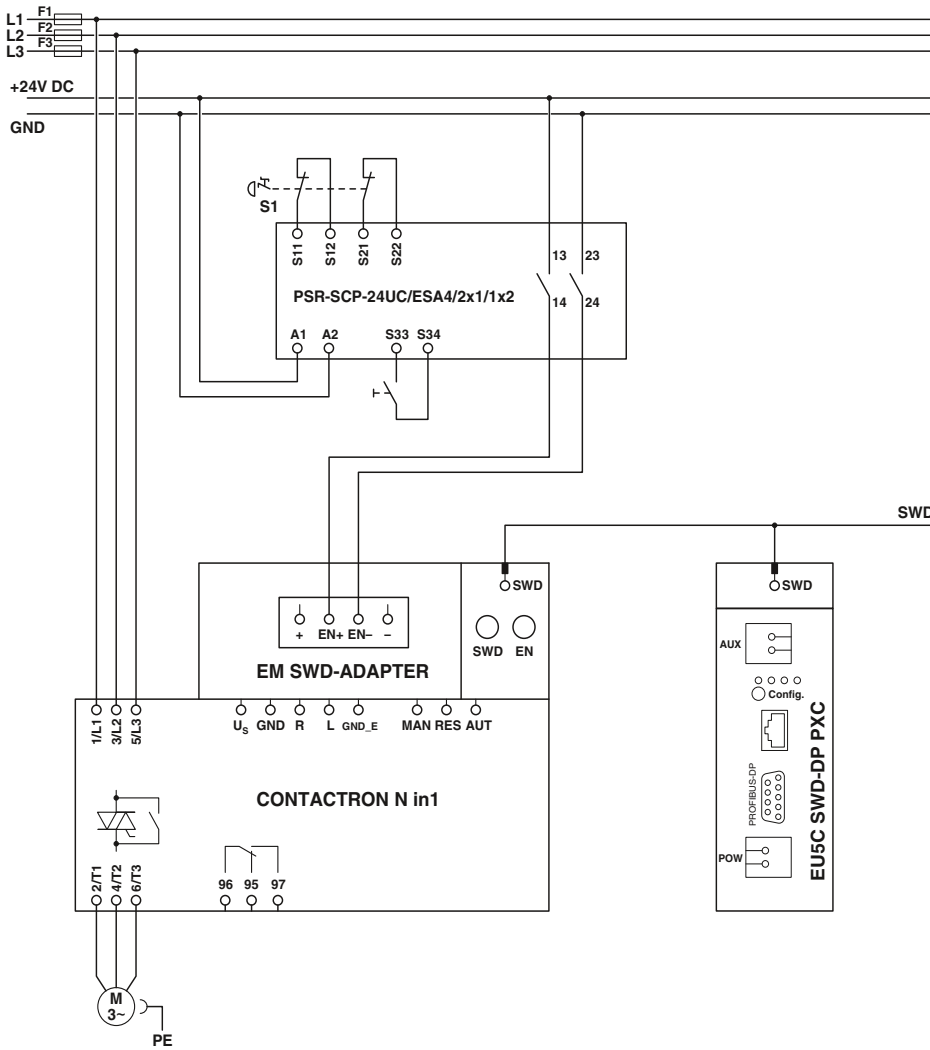 L1 F1
L2 F2
L3 F3
+24V DC
GND
S1
S11 S12 S21 S22
13 23
PSR-SCP-24UC/ESA4/2x1/1x2
14 24
A1 A2 S33 S34
SWD
SWD
SWD
+ EN+ EN– –
SWD EN
EM SWD-ADAPTER
AUX
Config.
PROFIBUS-DP
POW
EU5C SWD-DP PXC
1/L1 3/L2 5/L3
US GND R L GND_E MAN RES AUT
CONTACTRON N in1
2/T1 4/T2 6/T3
96 95 97
M
3~
PE